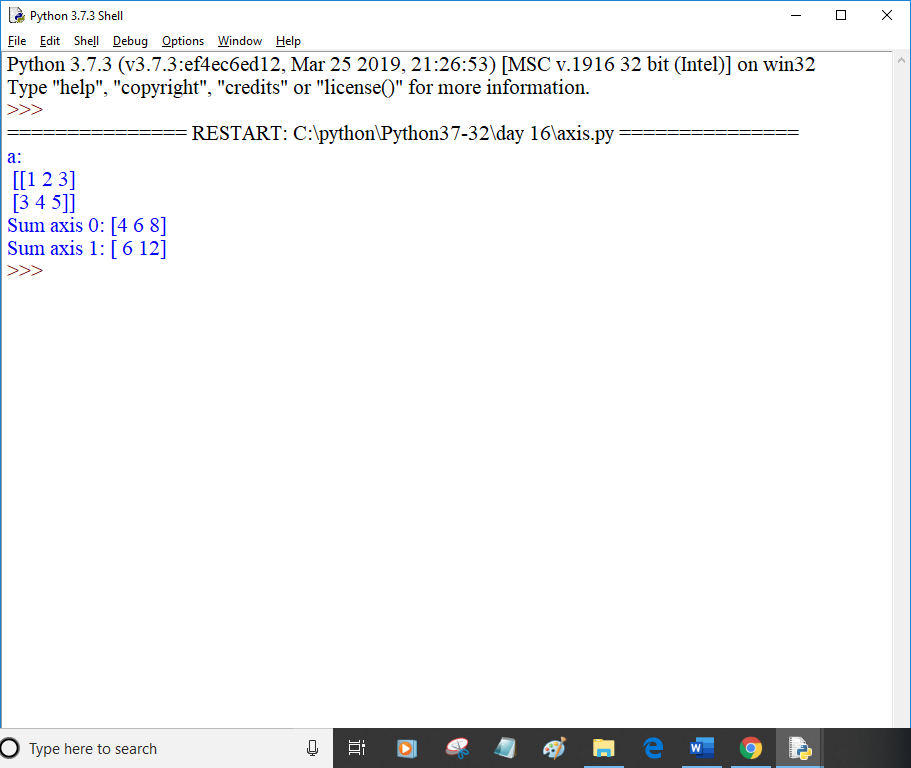 Python 3.7.3 Shell
File Edit Shell Debug Options Window Help
Python 3.7.3 (v3.7.3:ef4ec6ed12, Mar 25 2019, 21:26:53) [MSC v.1916 32 bit (Intel)] on win32
Type "help", "copyright", "credits" or "license()" for more information.
>>>
=============== RESTART: C:\python\Python37-32\day 16\axis.py ===============
a:
 [[1 2 3]
 [3 4 5]]
Sum axis 0: [4 6 8]
Sum axis 1: [ 6 12]
>>>
Type here to search